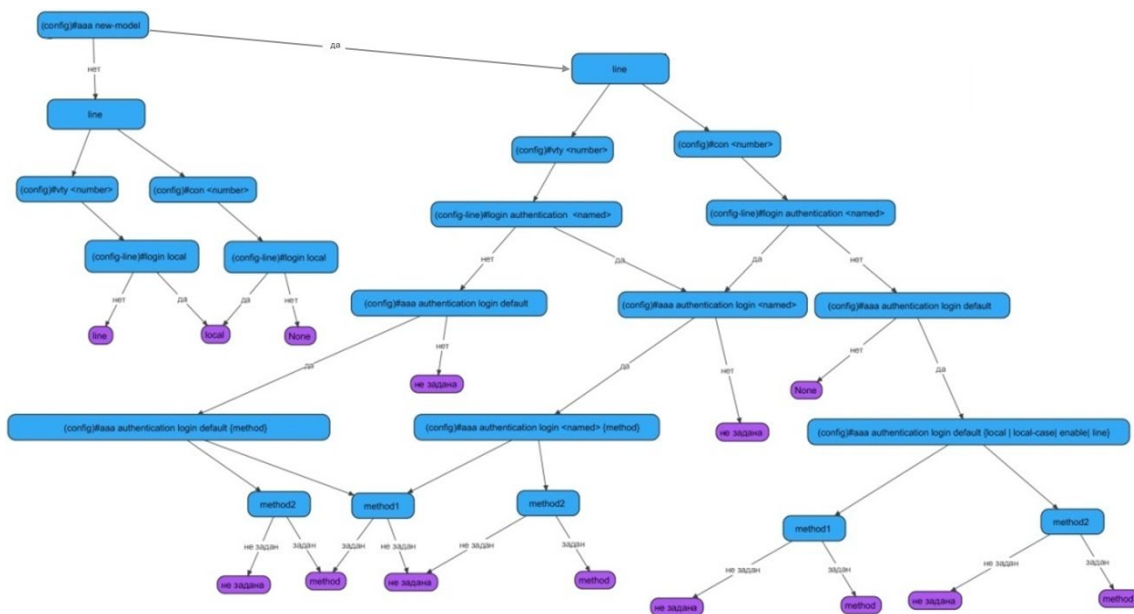 (config)#aaa new-model
да
нет
line
line
(config)#vty <number>
(config)#con <number>
(config)#vty <number>
(config)#con <number>
(config-line)#login authentication <named>
(config-line)#login authentication <named>
(config-line)#login local
(config-line)#login local
нет
да
да
нет
нет
да
да
нет
(config)#aaa authentication login default
(config)#aaa authentication login <named>
(config)#aaa authentication login default
line
local
None
да
нет
да
нет
нет
да
не задана
None
(config)#aaa authentication login default {method}
(config)#aaa authentication login <named> {method}
не задана
(config)#aaa authentication login default {local | local-case| enable| line}
method2
method1
method2
method1
method2
не задан
задан
задан
не задан
не задан
задан
не задан
задан
не задан
задан
не задана
method
не задана
method
не задана
method
не задана
method